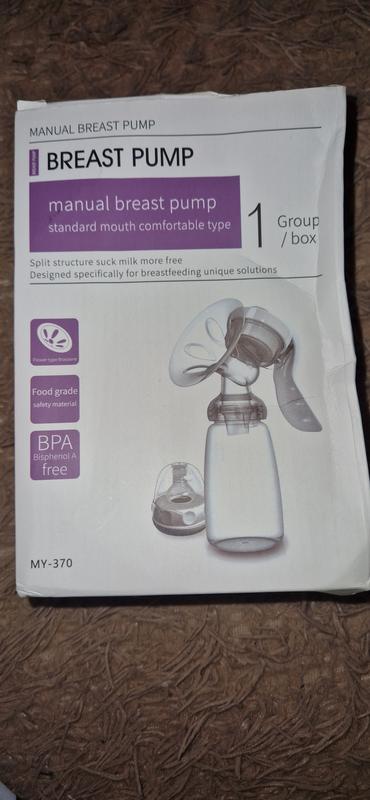 MANUAL BREAST PUMP
BREAST PUMP
manual breast pump
standard mouth comfortable type
1 Group
/ box
Split structure suck milk more free
Designed specifically for breastfeeding unique solutions
Food grade
safety material
BPA
Bisphenol A
free
MY-370